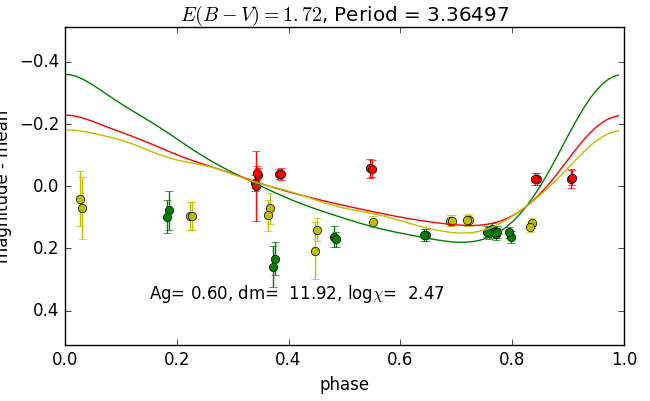 E(B − V) = 1.72, Period = 3.36497
magnitude - mean
−0.4
−0.2
0.0
0.2
0.4
Ag= 0.60, dm=  11.92, logχ=  2.47
0.0 0.2 0.4 0.6 0.8 1.0
phase